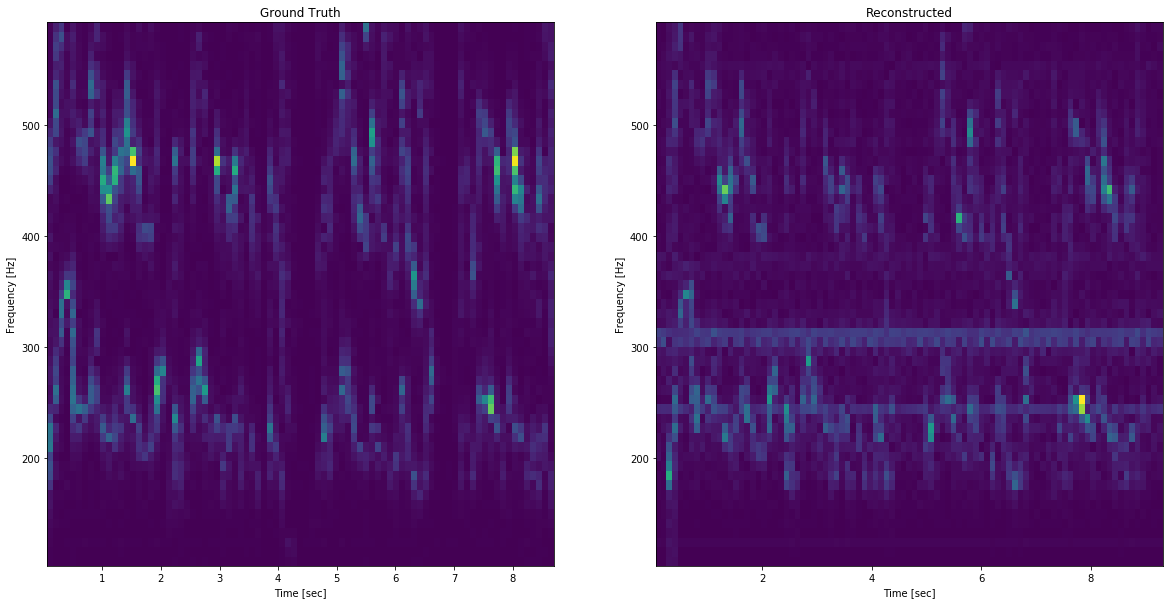 Ground Truth
Reconstructed
500
400
300
200
Frequency [Hz]
1 2 3 4 5 6 7 8
Time [sec]
500
400
300
200
Frequency [Hz]
2 4 6 8
Time [sec]